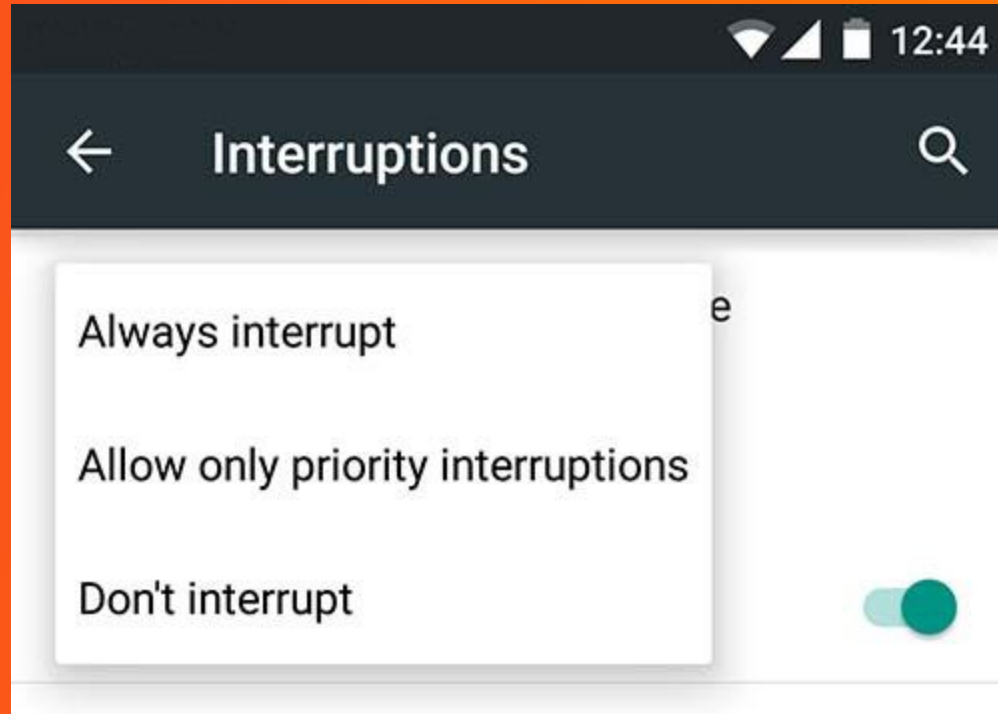 12:44
Interruptions
Always interrupt
e
Allow only priority interruptions
Don't interrupt